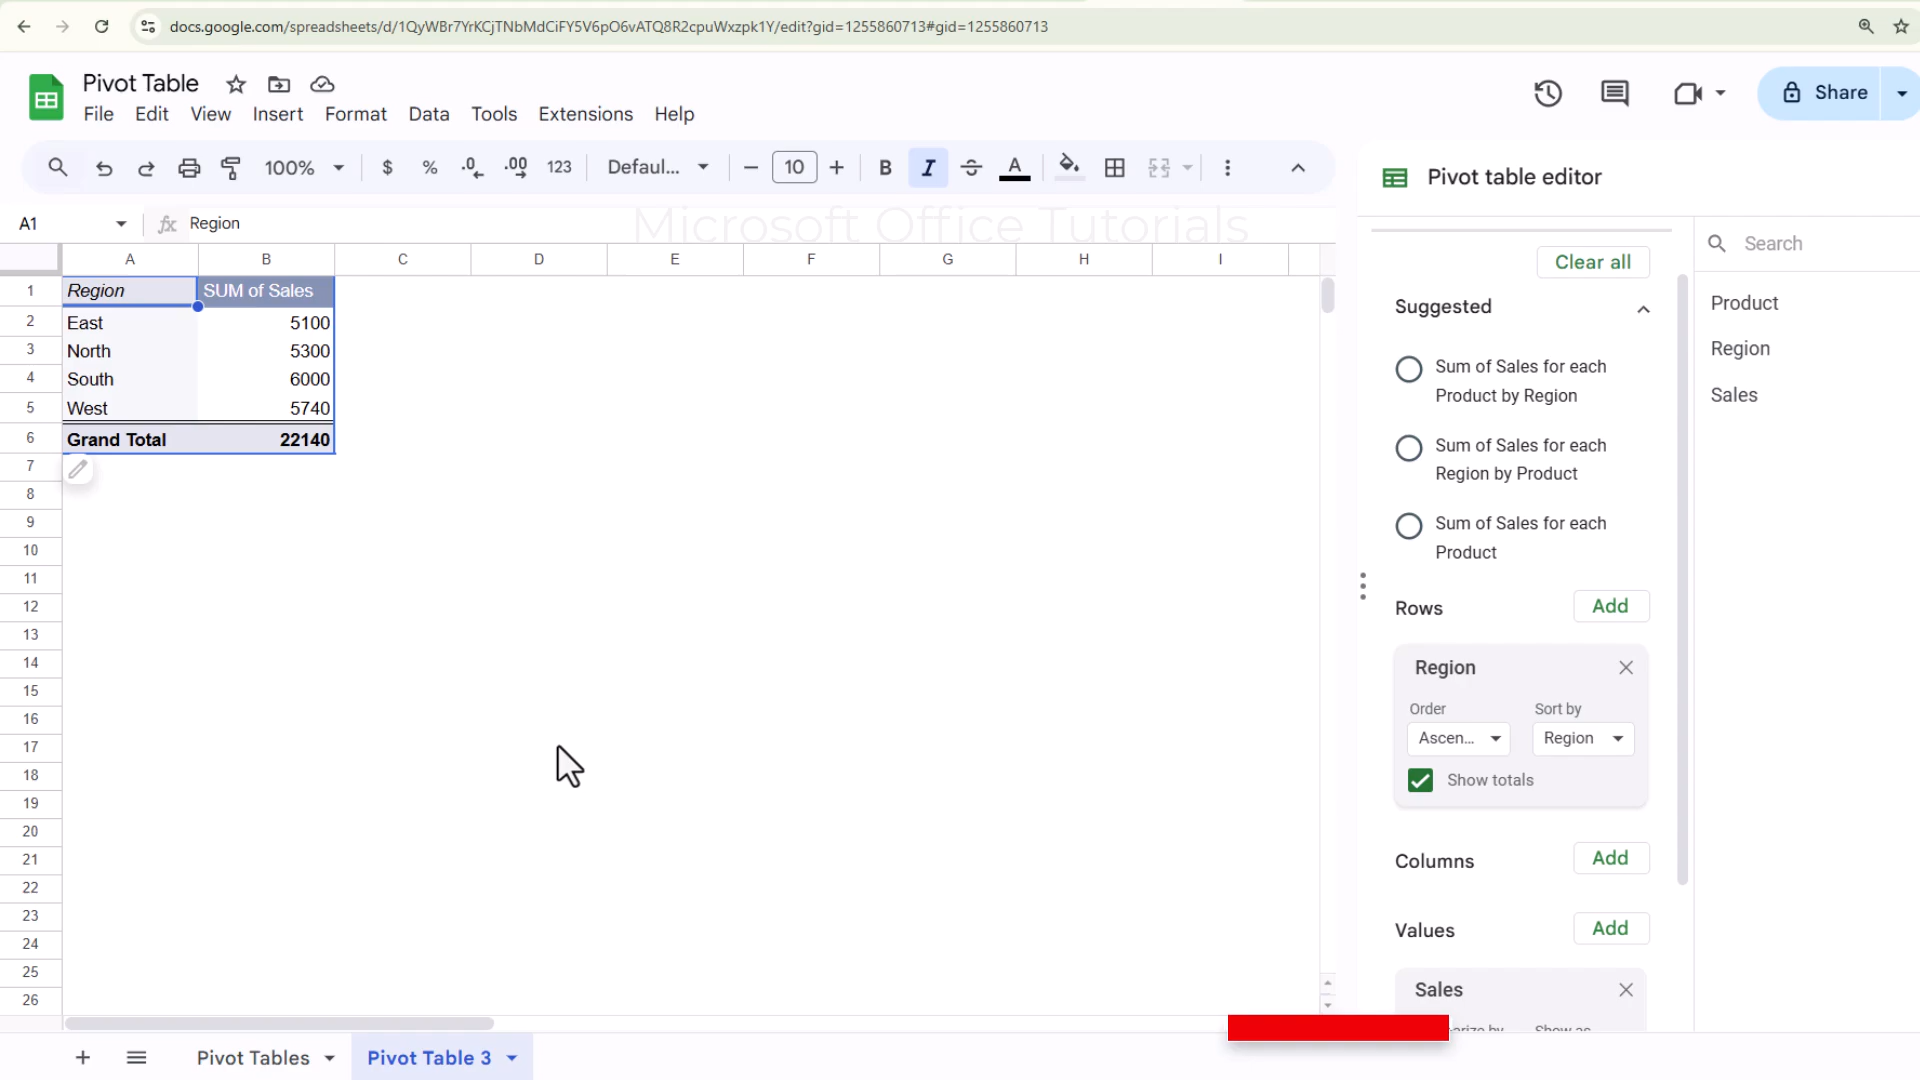 docs.google.com/spreadsheets/d/1QyWBr7YrKCjTNbMdCiFY5V6pO6vATQ8R2cpuWxzpk1Y/edit?gid=1255860713#gid=1255860713
Pivot Table
File Edit View Insert Format Data Tools Extensions Help
Share
100% $ % .0 .00 123 Defaul... 10 B I A
Pivot table editor
A1 fx Region
Microsoft Office Tutorials
Search
A B C D E F G H I
1 Region SUM of Sales
2 East 5100
3 North 5300
4 South 6000
5 West 5740
6 Grand Total 22140
7
8
9
10
11
12
13
14
15
16
17
18
19
20
21
22
23
24
25
26
Clear all
Suggested
Sum of Sales for each
Product by Region
Sum of Sales for each
Region by Product
Sum of Sales for each
Product
Rows Add
Region
Order Sort by
Ascen... Region
Show totals
Columns Add
Values Add
Sales
Product
Region
Sales
Pivot Tables Pivot Table 3